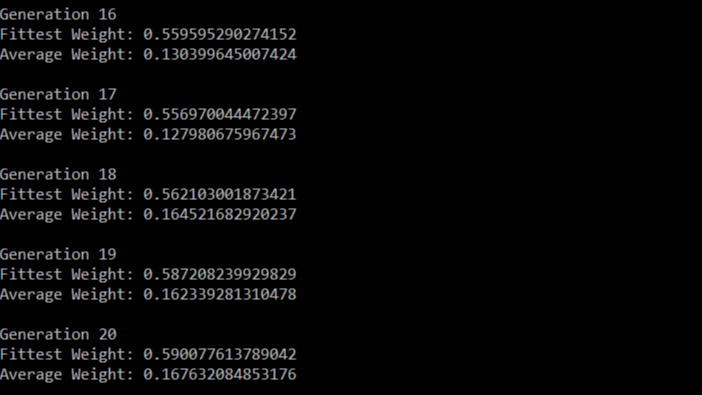 Generation 16
Fittest Weight: 0.559595290274152
Average Weight: 0.130399645007424
Generation 17
Fittest Weight: 0.556970044472397
Average Weight: 0.127980675967473
Generation 18
Fittest Weight: 0.562103001873421
Average Weight: 0.164521682920237
Generation 19
Fittest Weight: 0.587208239929829
Average Weight: 0.162339281310478
Generation 20
Fittest Weight: 0.590077613789042
Average Weight: 0.167632084853176